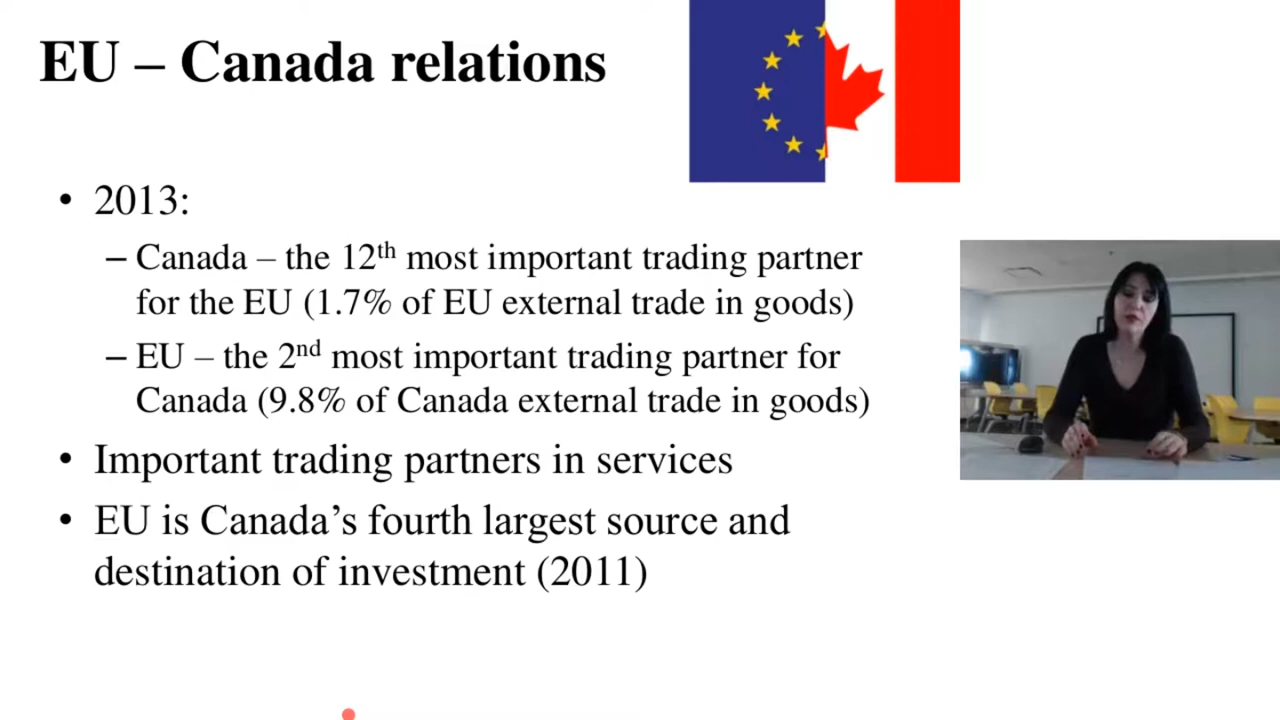 EU – Canada relations
• 2013:
– Canada – the 12th most important trading partner
for the EU (1.7% of EU external trade in goods)
– EU – the 2nd most important trading partner for
Canada (9.8% of Canada external trade in goods)
• Important trading partners in services
• EU is Canada’s fourth largest source and
destination of investment (2011)